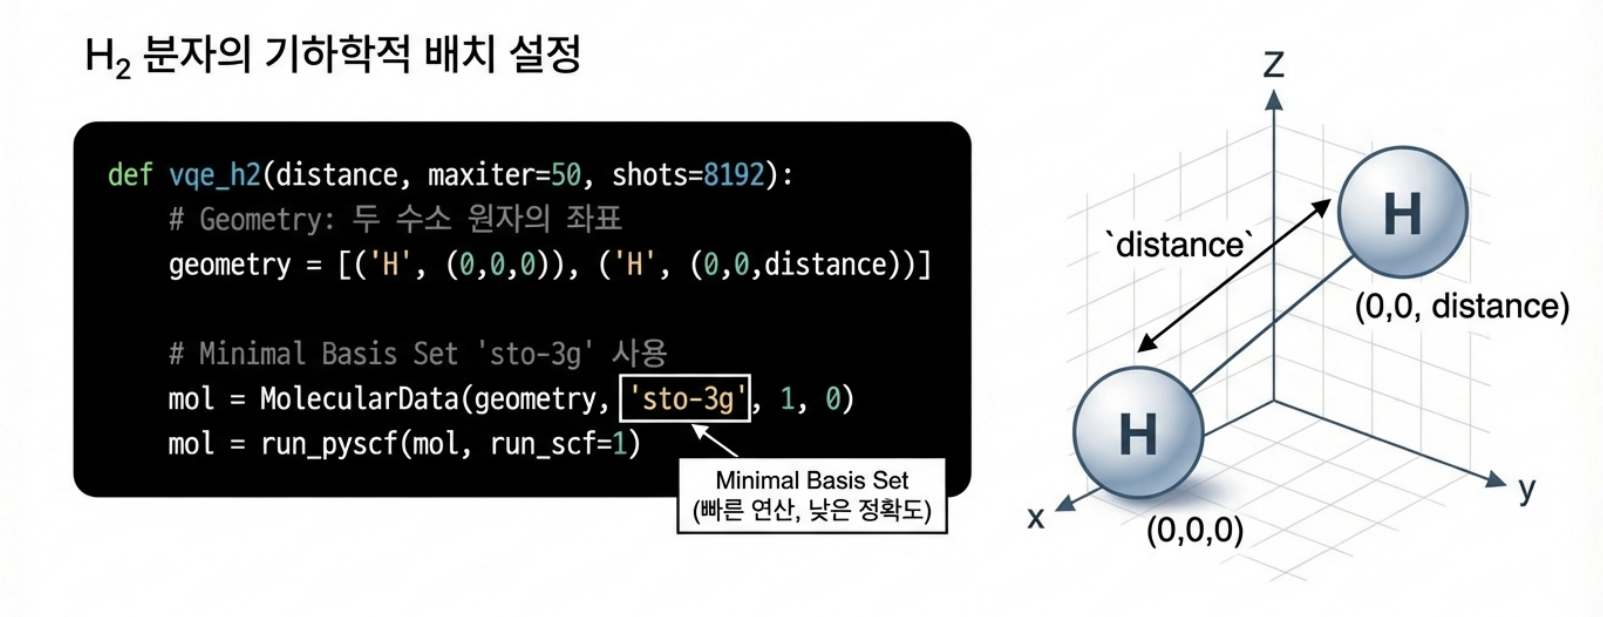 H₂ 분자의 기하학적 배치 설정
def vqe_h2(distance, maxiter=50, shots=8192):
# Geometry: 두 수소 원자의 좌표
geometry = [('H', (0,0,0)), ('H', (0,0,distance))]
# Minimal Basis Set 'sto-3g' 사용
mol = MolecularData(geometry, 'sto-3g', 1, 0)
mol = run_pyscf(mol, run_scf=1)
Minimal Basis Set
(빠른 연산, 낮은 정확도)
Z
H
`distance`
(0,0, distance)
H
x
(0,0,0)
y